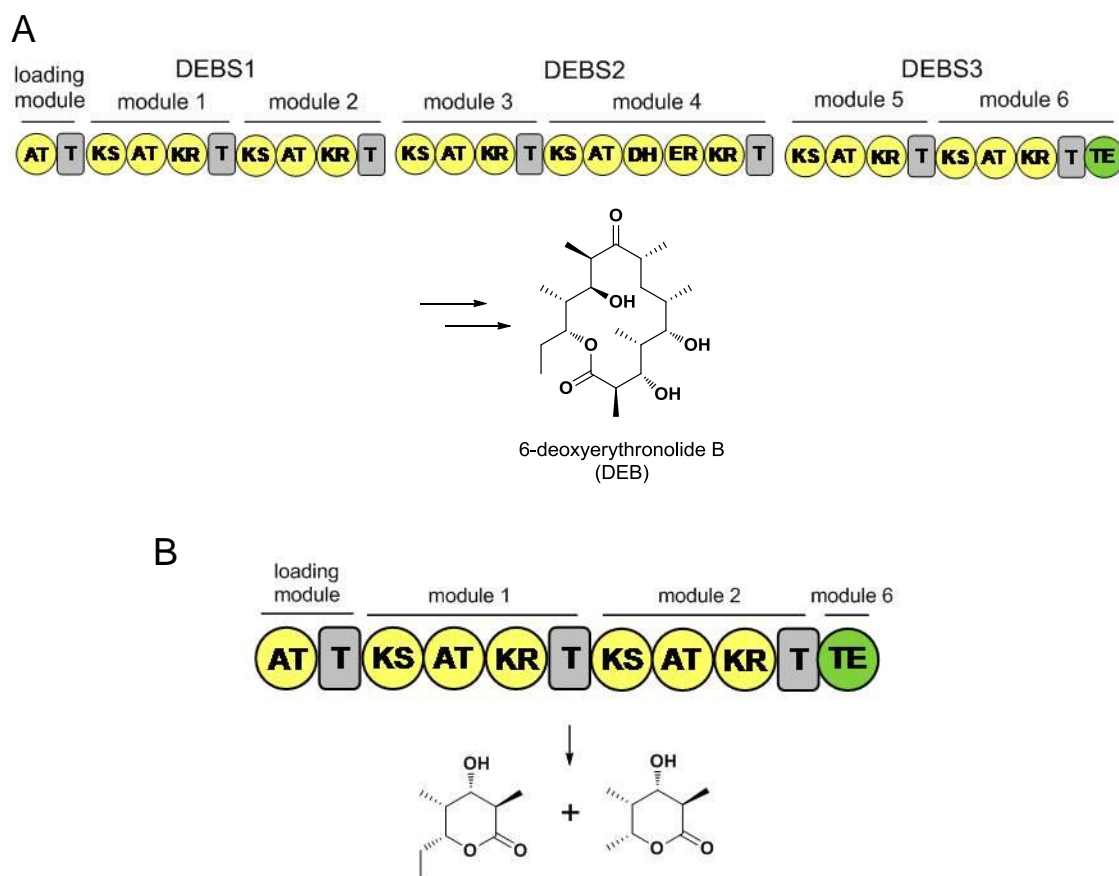 A
DEBS1 DEBS2 DEBS3
loading
module
module 1 module 2 module 3 module 4 module 5 module 6
AT T KS AT KR T KS AT KR T KS AT KR T KS AT DH ER KR T KS AT KR T KS AT KR T TE
O
OH
O
OH
O
OH
6-deoxyerythronolide B
(DEB)
B
loading
module
module 1 module 2 module 6
AT T KS AT KR T KS AT KR T TE
OH OH
+
O O O O